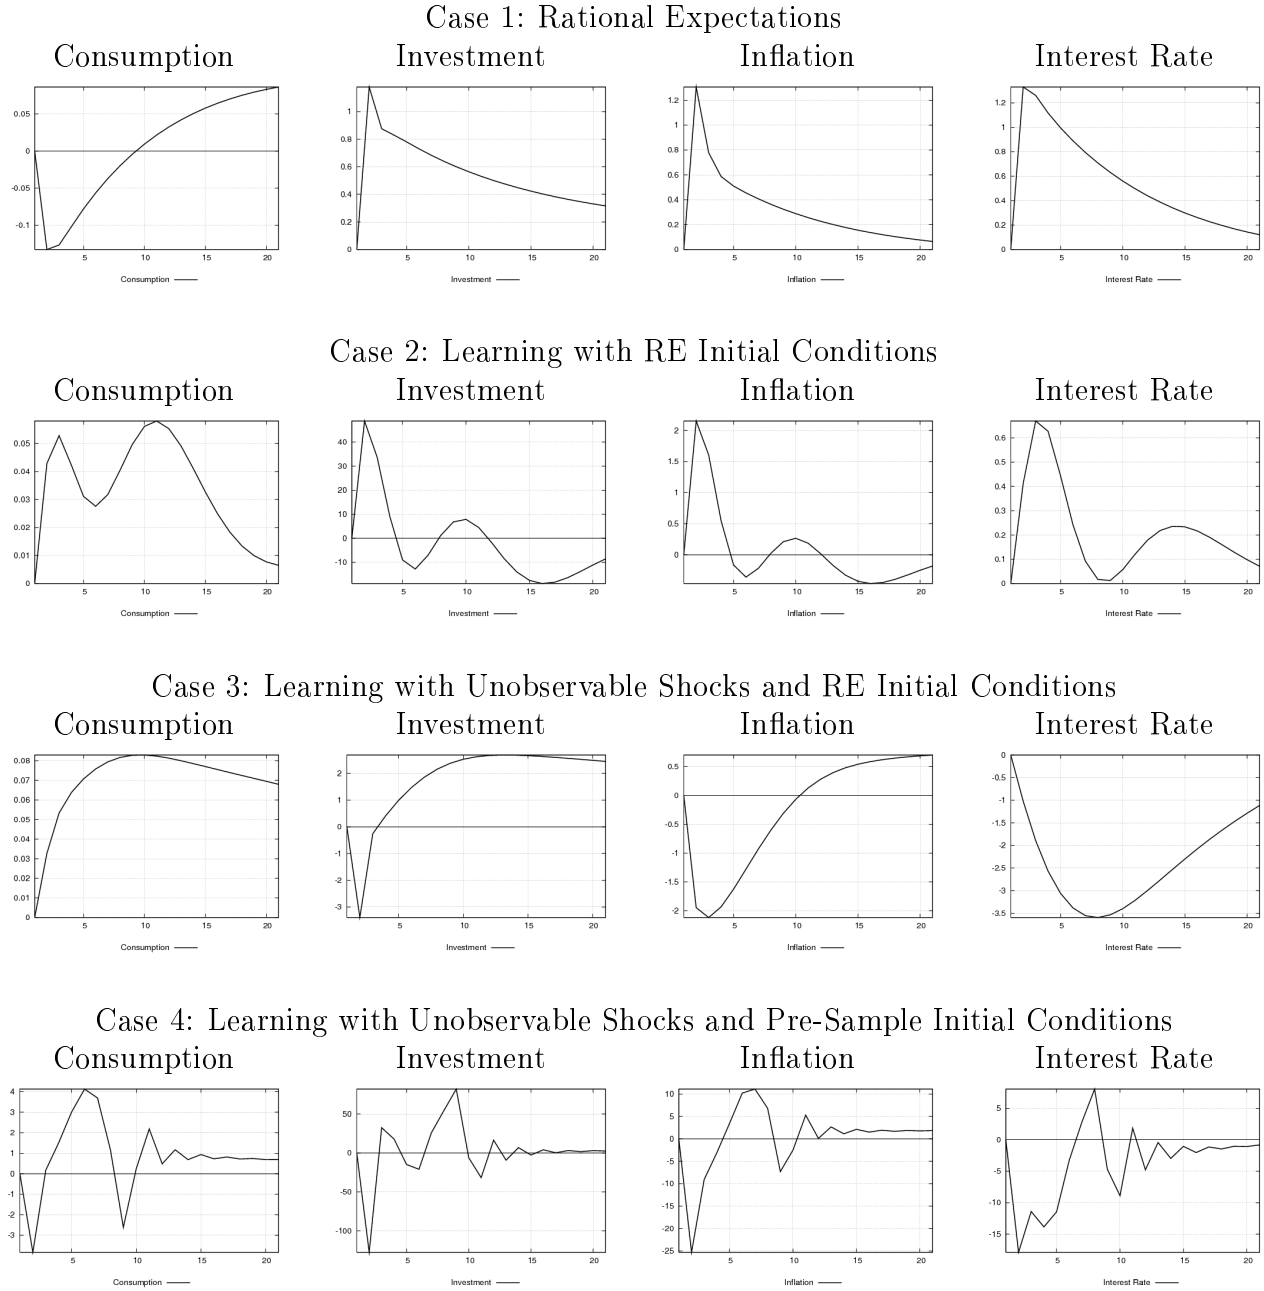 Case 1: Rational Expectations
Consumption Investment Inflation Interest Rate
0.05
0
-0.05
-0.1
5 10 15 20
Consumption
1
0.8
0.6
0.4
0.2
0
5 10 15 20
Investment
1.2
1
0.8
0.6
0.4
0.2
0
5 10 15 20
Inflation
1.2
1
0.8
0.6
0.4
0.2
0
5 10 15 20
Interest Rate
Case 2: Learning with RE Initial Conditions
Consumption Investment Inflation Interest Rate
0.05
0.04
0.03
0.02
0.01
0
5 10 15 20
Consumption
40
30
20
10
0
-10
5 10 15 20
Investment
2
1.5
1
0.5
0
5 10 15 20
Inflation
0.6
0.5
0.4
0.3
0.2
0.1
0
5 10 15 20
Interest Rate
Case 3: Learning with Unobservable Shocks and RE Initial Conditions
Consumption Investment Inflation Interest Rate
0.08
0.07
0.06
0.05
0.04
0.03
0.02
0.01
0
5 10 15 20
Consumption
2
1
0
-1
-2
-3
5 10 15 20
Investment
0.5
0
-0.5
-1
-1.5
-2
5 10 15 20
Inflation
0
-0.5
-1
-1.5
-2
-2.5
-3
-3.5
5 10 15 20
Interest Rate
Case 4: Learning with Unobservable Shocks and Pre-Sample Initial Conditions
Consumption Investment Inflation Interest Rate
4
3
2
1
0
-1
-2
-3
5 10 15 20
Consumption
50
0
-50
-100
5 10 15 20
Investment
10
5
0
-5
-10
-15
-20
-25
5 10 15 20
Inflation
5
0
-5
-10
-15
5 10 15 20
Interest Rate